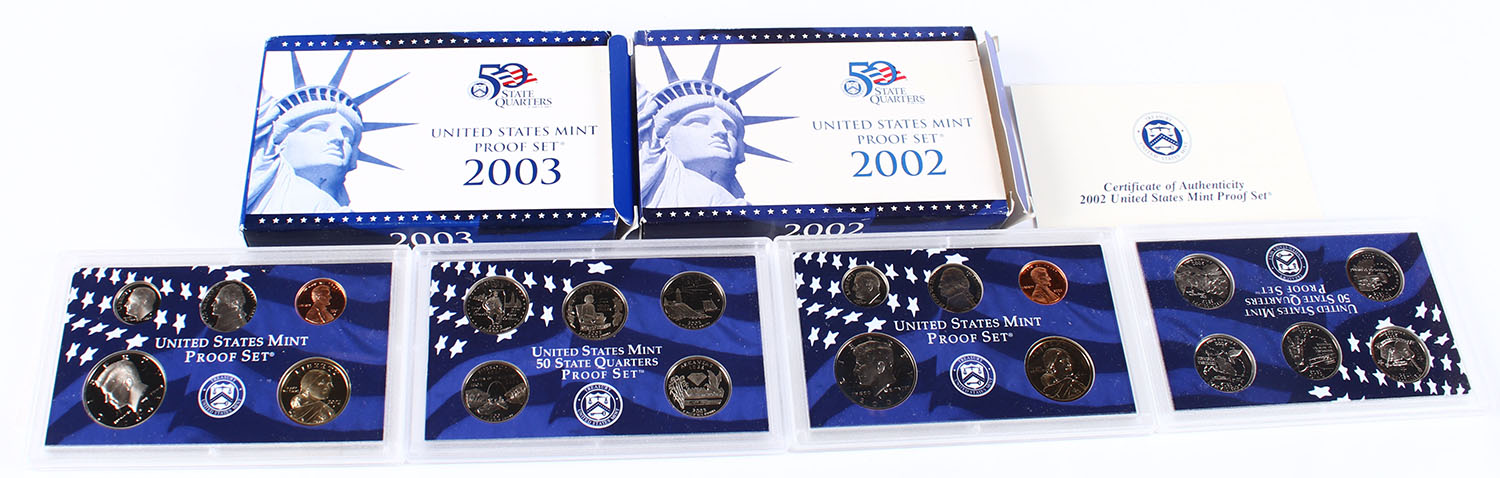 50
STATE
QUARTERS
UNITED STATES MINT
PROOF SET®
2003
2003
50
STATE
QUARTERS
UNITED STATES MINT
PROOF SET®
2002
2002
Certificate of Authenticity
2002 United States Mint Proof Set®
UNITED STATES MINT
PROOF SET®
UNITED STATES MINT
50 STATE QUARTERS
PROOF SET™
UNITED STATES MINT
PROOF SET®
UNITED STATES MINT
50 STATE QUARTERS
PROOF SET™